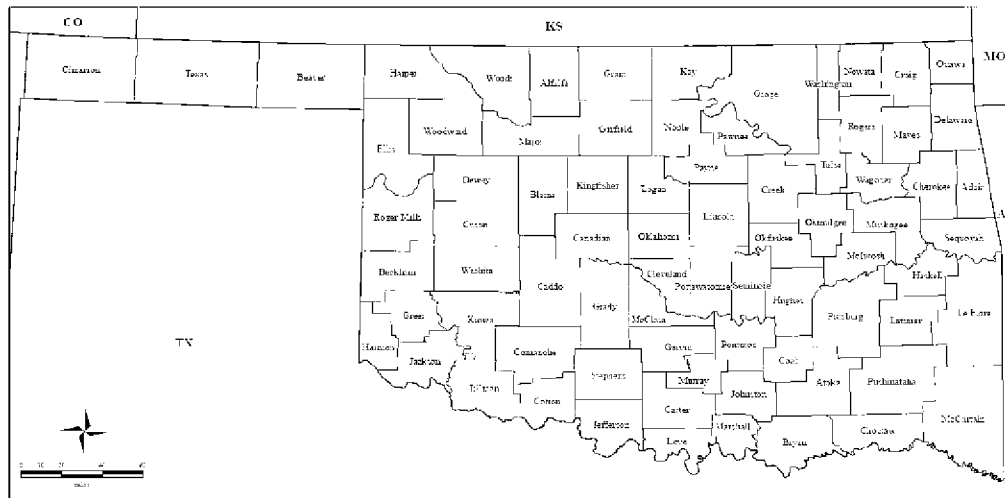 CO
KS
MO
Cimarron
Texas
Beaver
Harper
Woods
Alfalfa
Grant
Kay
Osage
Washington
Nowata
Craig
Ottawa
Woodward
Major
Garfield
Noble
Pawnee
Rogers
Mayes
Delaware
Ellis
Dewey
Blaine
Kingfisher
Logan
Payne
Creek
Tulsa
Wagoner
Cherokee
Adair
Roger Mills
Custer
Canadian
Oklahoma
Lincoln
Okfuskee
Okmulgee
Muskogee
Sequoyah
Beckham
Washita
Caddo
Grady
Cleveland
Pottawatomie
Seminole
Hughes
McIntosh
Haskell
Greer
Kiowa
McClain
Pittsburg
Latimer
Le Flore
TX
Harmon
Jackson
Comanche
Garvin
Pontotoc
Coal
Tillman
Cotton
Stephens
Murray
Johnston
Atoka
Pushmataha
Jefferson
Carter
Love
Marshall
Bryan
Choctaw
McCurtain
miles